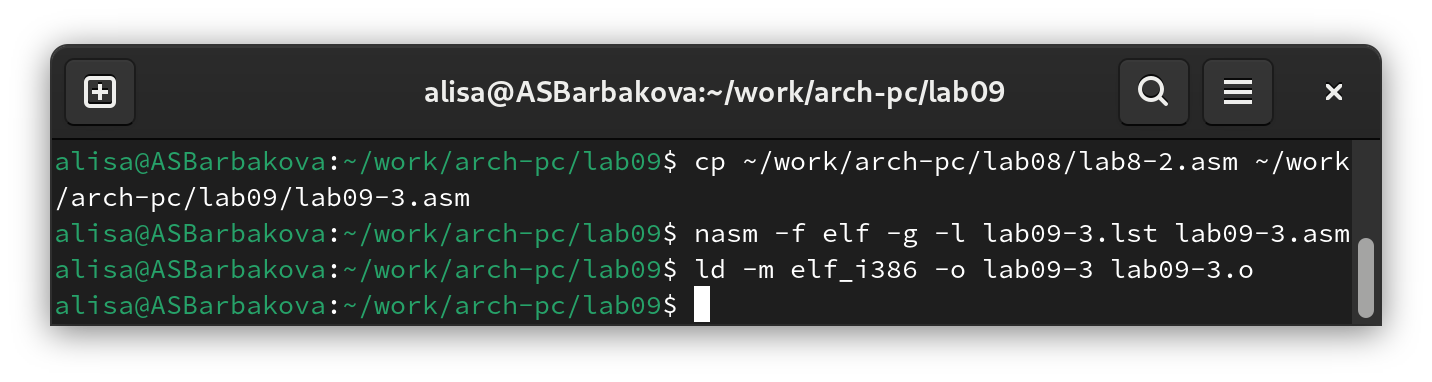 alisa@ASBarbakova:~/work/arch-pc/lab09
alisa@ASBarbakova:~/work/arch-pc/lab09$ cp ~/work/arch-pc/lab08/lab8-2.asm ~/work
/arch-pc/lab09/lab09-3.asm
alisa@ASBarbakova:~/work/arch-pc/lab09$ nasm -f elf -g -l lab09-3.lst lab09-3.asm
alisa@ASBarbakova:~/work/arch-pc/lab09$ ld -m elf_i386 -o lab09-3 lab09-3.o
alisa@ASBarbakova:~/work/arch-pc/lab09$